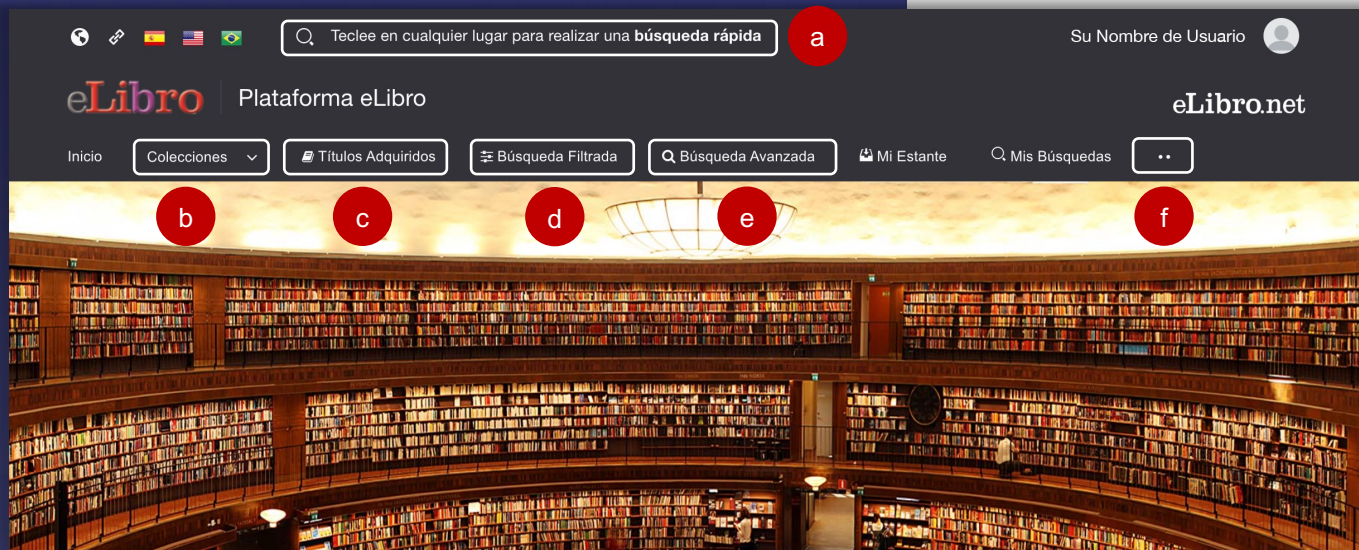 Teclee en cualquier lugar para realizar una búsqueda rápida
a
Su Nombre de Usuario
eLibro
Plataforma eLibro
eLibro.net
Inicio
Colecciones
Títulos Adquiridos
Búsqueda Filtrada
Búsqueda Avanzada
Mi Estante
Mis Búsquedas
..
b
c
d
e
f